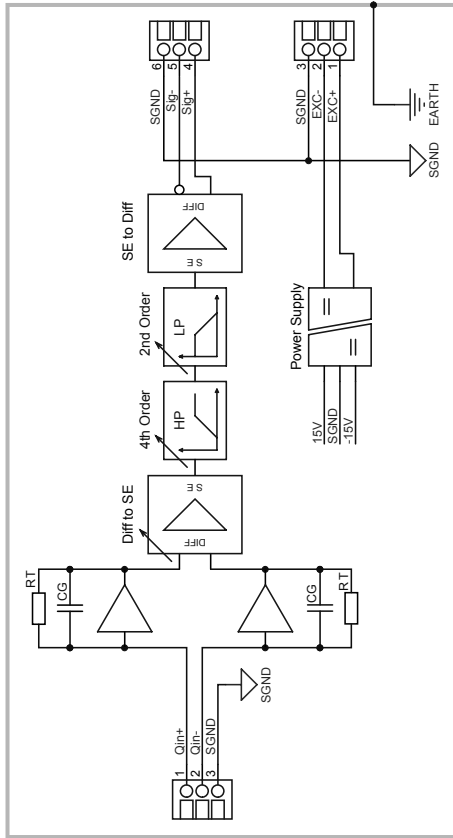 RT
CG
Qin+
1
Qin-
2
SGND
3
SGND
CG
RT
Diff to SE
DIFF
SE
4th Order
HP
2nd Order
LP
SE to Diff
SE
DIFF
SGND
6
Sig-
5
Sig+
4
Power Supply
15V
SGND
-15V
SGND
3
EXC-
2
EXC+
1
SGND
EARTH